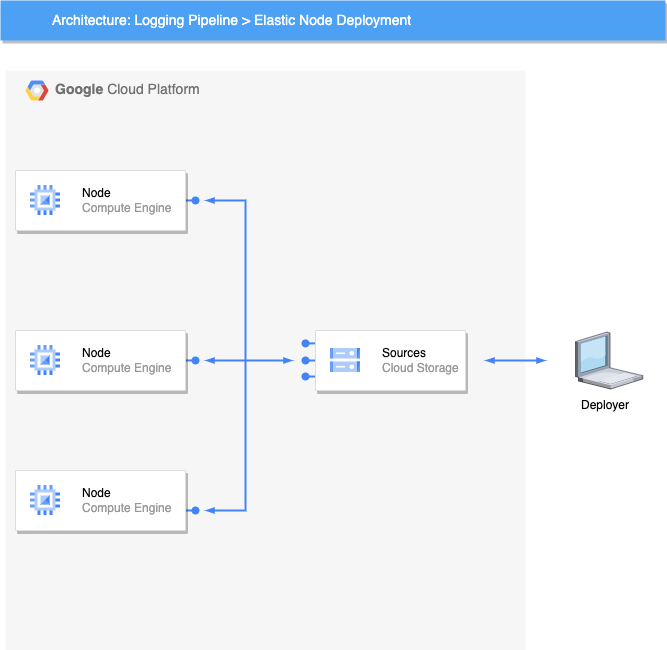 Architecture: Logging Pipeline > Elastic Node Deployment
Google Cloud Platform
Node
Compute Engine
Node
Compute Engine
Sources
Cloud Storage
Deployer
Node
Compute Engine